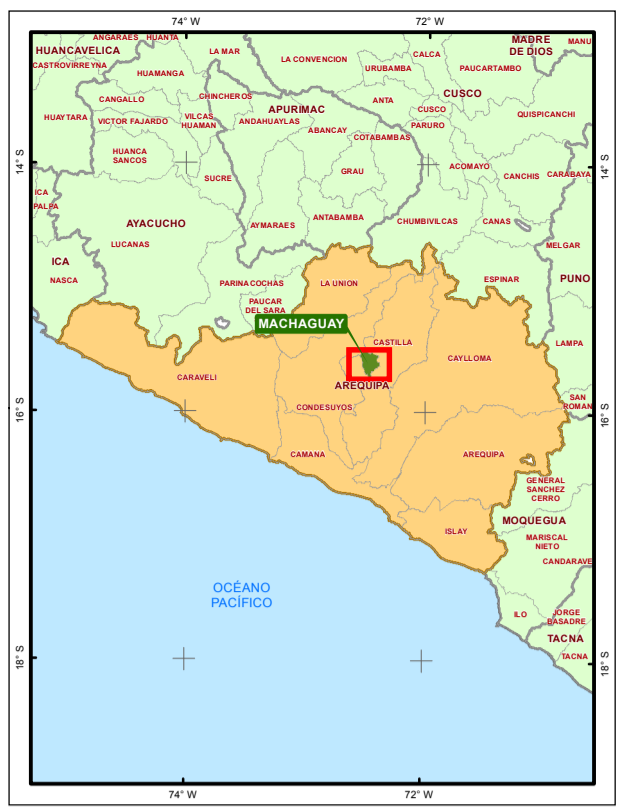 74° W
72° W
ANGARAES
HUANTA
MADRE
DE DIOS
MANU
HUANCAVELICA
LA MAR
LA CONVENCION
CALCA
CASTROVIRREYNA
HUAMANGA
URUBAMBA
PAUCARTAMBO
CANGALLO
CHINCHEROS
ANTA
CUSCO
APURIMAC
CUSCO
HUAYTARA
VICTOR FAJARDO
VILCAS
HUAMAN
ANDAHUAYLAS
ABANCAY
COTABAMBAS
PARURO
QUISPICANCHI
HUANCA
SANCOS
14° S
GRAU
ACOMAYO
CANCHIS
CARABAYA
14° S
SUCRE
ICA
PALPA
AYACUCHO
LUCANAS
AYMARAES
ANTABAMBA
CHUMBIVILCAS
CANAS
MELGAR
ICA
NASCA
PARINACOCHAS
LA UNION
ESPINAR
PUNO
PAUCAR
DEL SARA
MACHAGUAY
CASTILLA
CAYLLOMA
LAMPA
CARAVELI
AREQUIPA
SAN
ROMAN
16° S
CONDESUYOS
16° S
CAMANA
AREQUIPA
GENERAL
SANCHEZ
CERRO
ISLAY
MOQUEGUA
MARISCAL
NIETO
CANDARAVE
OCÉANO
PACÍFICO
ILO
JORGE
BASADRE
TACNA
TACNA
18° S
18° S
74° W
72° W